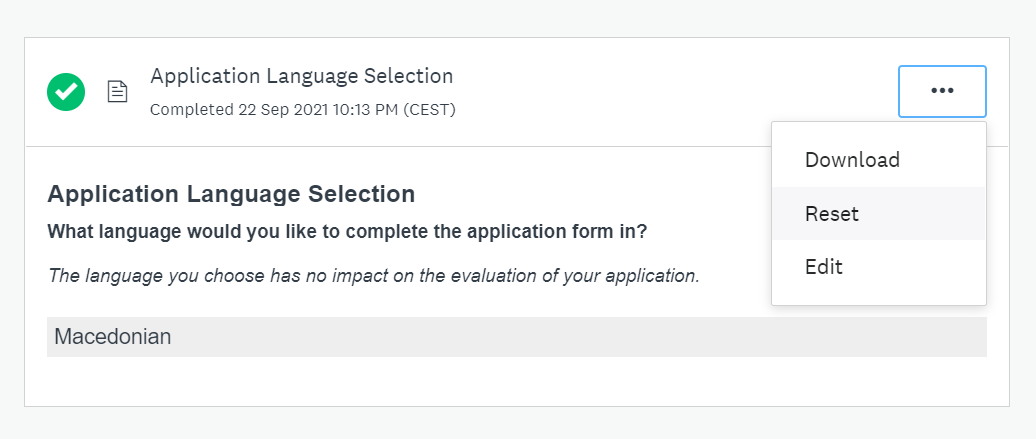 Application Language Selection
Completed 22 Sep 2021 10:13 PM (CEST)
Download
Reset
Edit
Application Language Selection
What language would you like to complete the application form in?
The language you choose has no impact on the evaluation of your application.
Macedonian